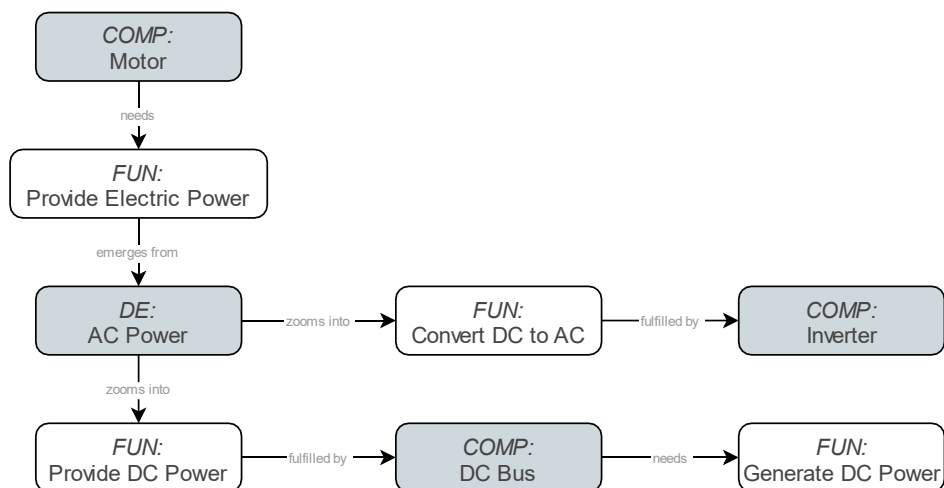 COMP:
Motor
needs
FUN:
Provide Electric Power
emerges from
DE:
AC Power
zooms into
FUN:
Convert DC to AC
fulfilled by
COMP:
Inverter
zooms into
FUN:
Provide DC Power
fulfilled by
COMP:
DC Bus
needs
FUN:
Generate DC Power